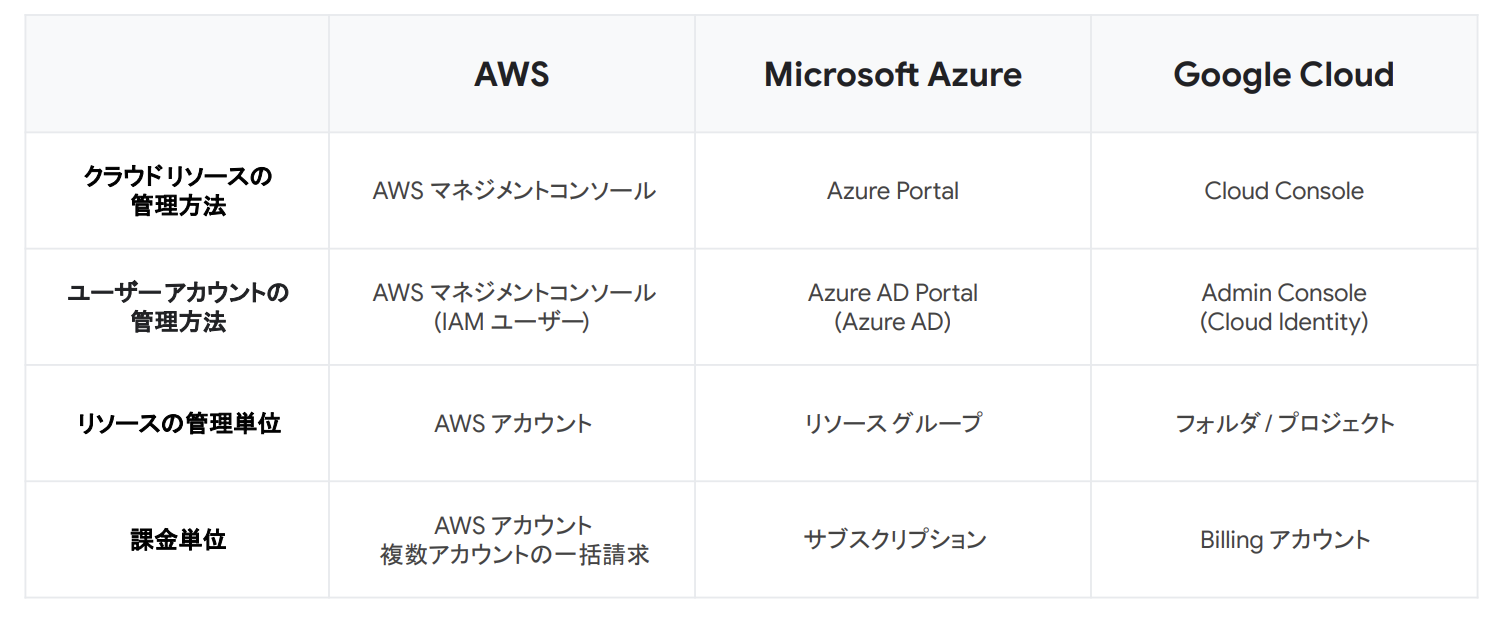 AWS
Microsoft Azure
Google Cloud
クラウド リソースの
管理方法
AWS マネジメントコンソール
Azure Portal
Cloud Console
ユーザー アカウントの
管理方法
AWS マネジメントコンソール
(IAM ユーザー)
Azure AD Portal
(Azure AD)
Admin Console
(Cloud Identity)
リソースの管理単位
AWS アカウント
リソース グループ
フォルダ / プロジェクト
課金単位
AWS アカウント
複数アカウントの一括請求
サブスクリプション
Billing アカウント